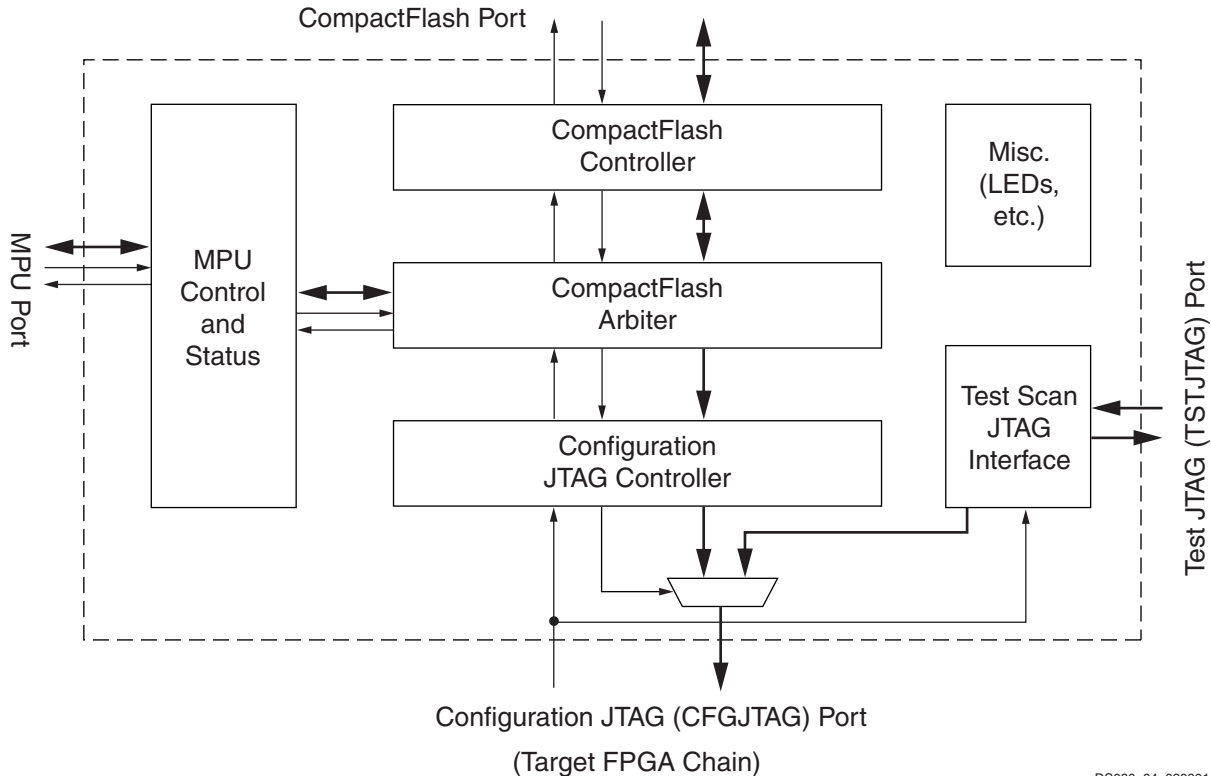 CompactFlash Port
CompactFlash
Controller
Misc.
(LEDs,
etc.)
MPU Port
MPU
Control
and
Status
CompactFlash
Arbiter
Test Scan
JTAG
Interface
Test JTAG (TSTJTAG) Port
Configuration
JTAG Controller
Configuration JTAG (CFGJTAG) Port
(Target FPGA Chain)